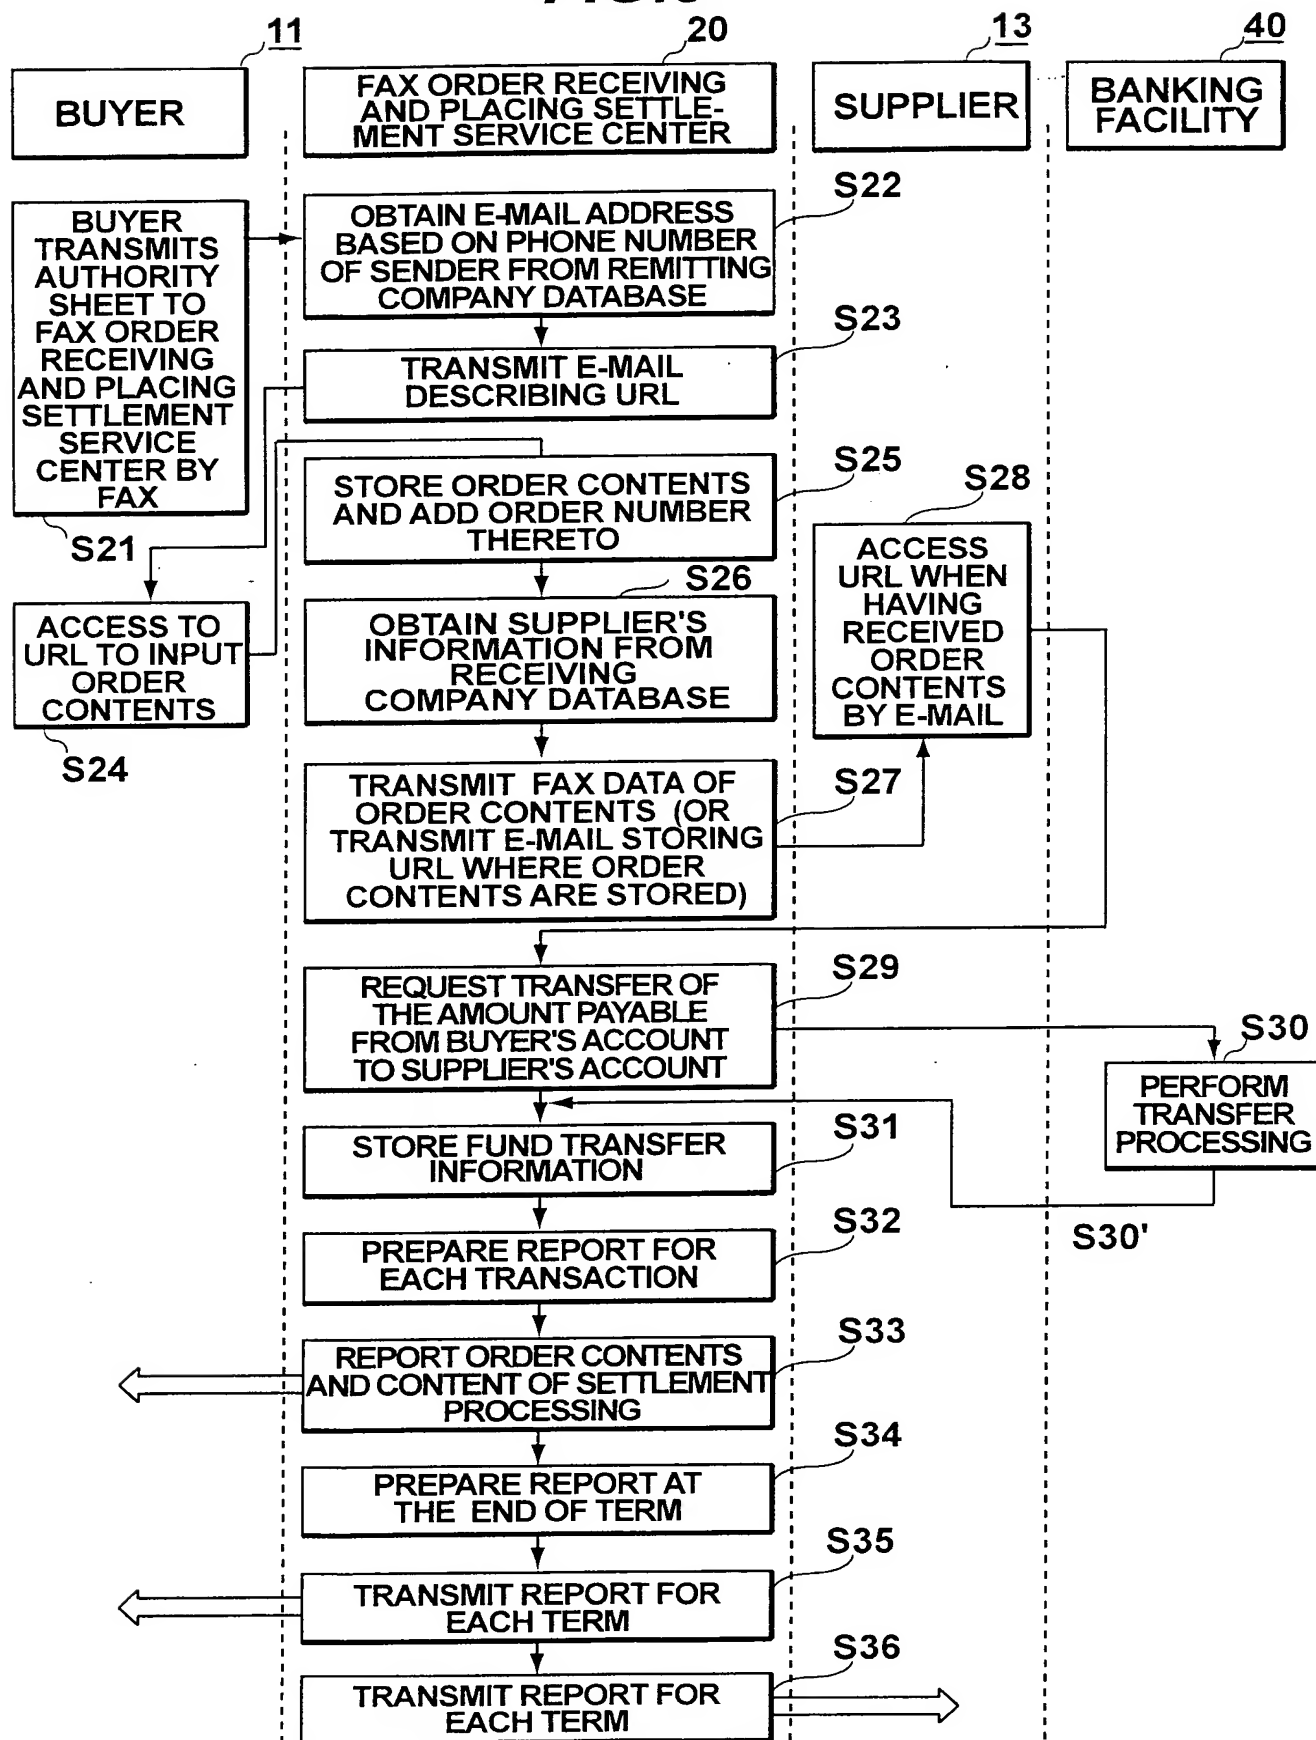 11
20
13
40
BUYER
FAX ORDER RECEIVING
AND PLACING SETTLE-
MENT SERVICE CENTER
SUPPLIER
BANKING
FACILITY
BUYER
TRANSMITS
AUTHORITY
SHEET TO
FAX ORDER
RECEIVING
AND PLACING
SETTLEMENT
SERVICE
CENTER BY
FAX
S21
OBTAIN E-MAIL ADDRESS
BASED ON PHONE NUMBER
OF SENDER FROM REMITTING
COMPANY DATABASE
S22
TRANSMIT E-MAIL
DESCRIBING URL
S23
ACCESS TO
URL TO INPUT
ORDER
CONTENTS
S24
STORE ORDER CONTENTS
AND ADD ORDER NUMBER
THERETO
S25
S26
OBTAIN SUPPLIER'S
INFORMATION FROM
RECEIVING
COMPANY DATABASE
TRANSMIT FAX DATA OF
ORDER CONTENTS (OR
TRANSMIT E-MAIL STORING
URL WHERE ORDER
CONTENTS ARE STORED)
S27
S28
ACCESS
URL WHEN
HAVING
RECEIVED
ORDER
CONTENTS
BY E-MAIL
REQUEST TRANSFER OF
THE AMOUNT PAYABLE
FROM BUYER'S ACCOUNT
TO SUPPLIER'S ACCOUNT
S29
S30
PERFORM
TRANSFER
PROCESSING
S30'
STORE FUND TRANSFER
INFORMATION
S31
PREPARE REPORT FOR
EACH TRANSACTION
S32
REPORT ORDER CONTENTS
AND CONTENT OF SETTLEMENT
PROCESSING
S33
PREPARE REPORT AT
THE END OF TERM
S34
TRANSMIT REPORT FOR
EACH TERM
S35
TRANSMIT REPORT FOR
EACH TERM
S36